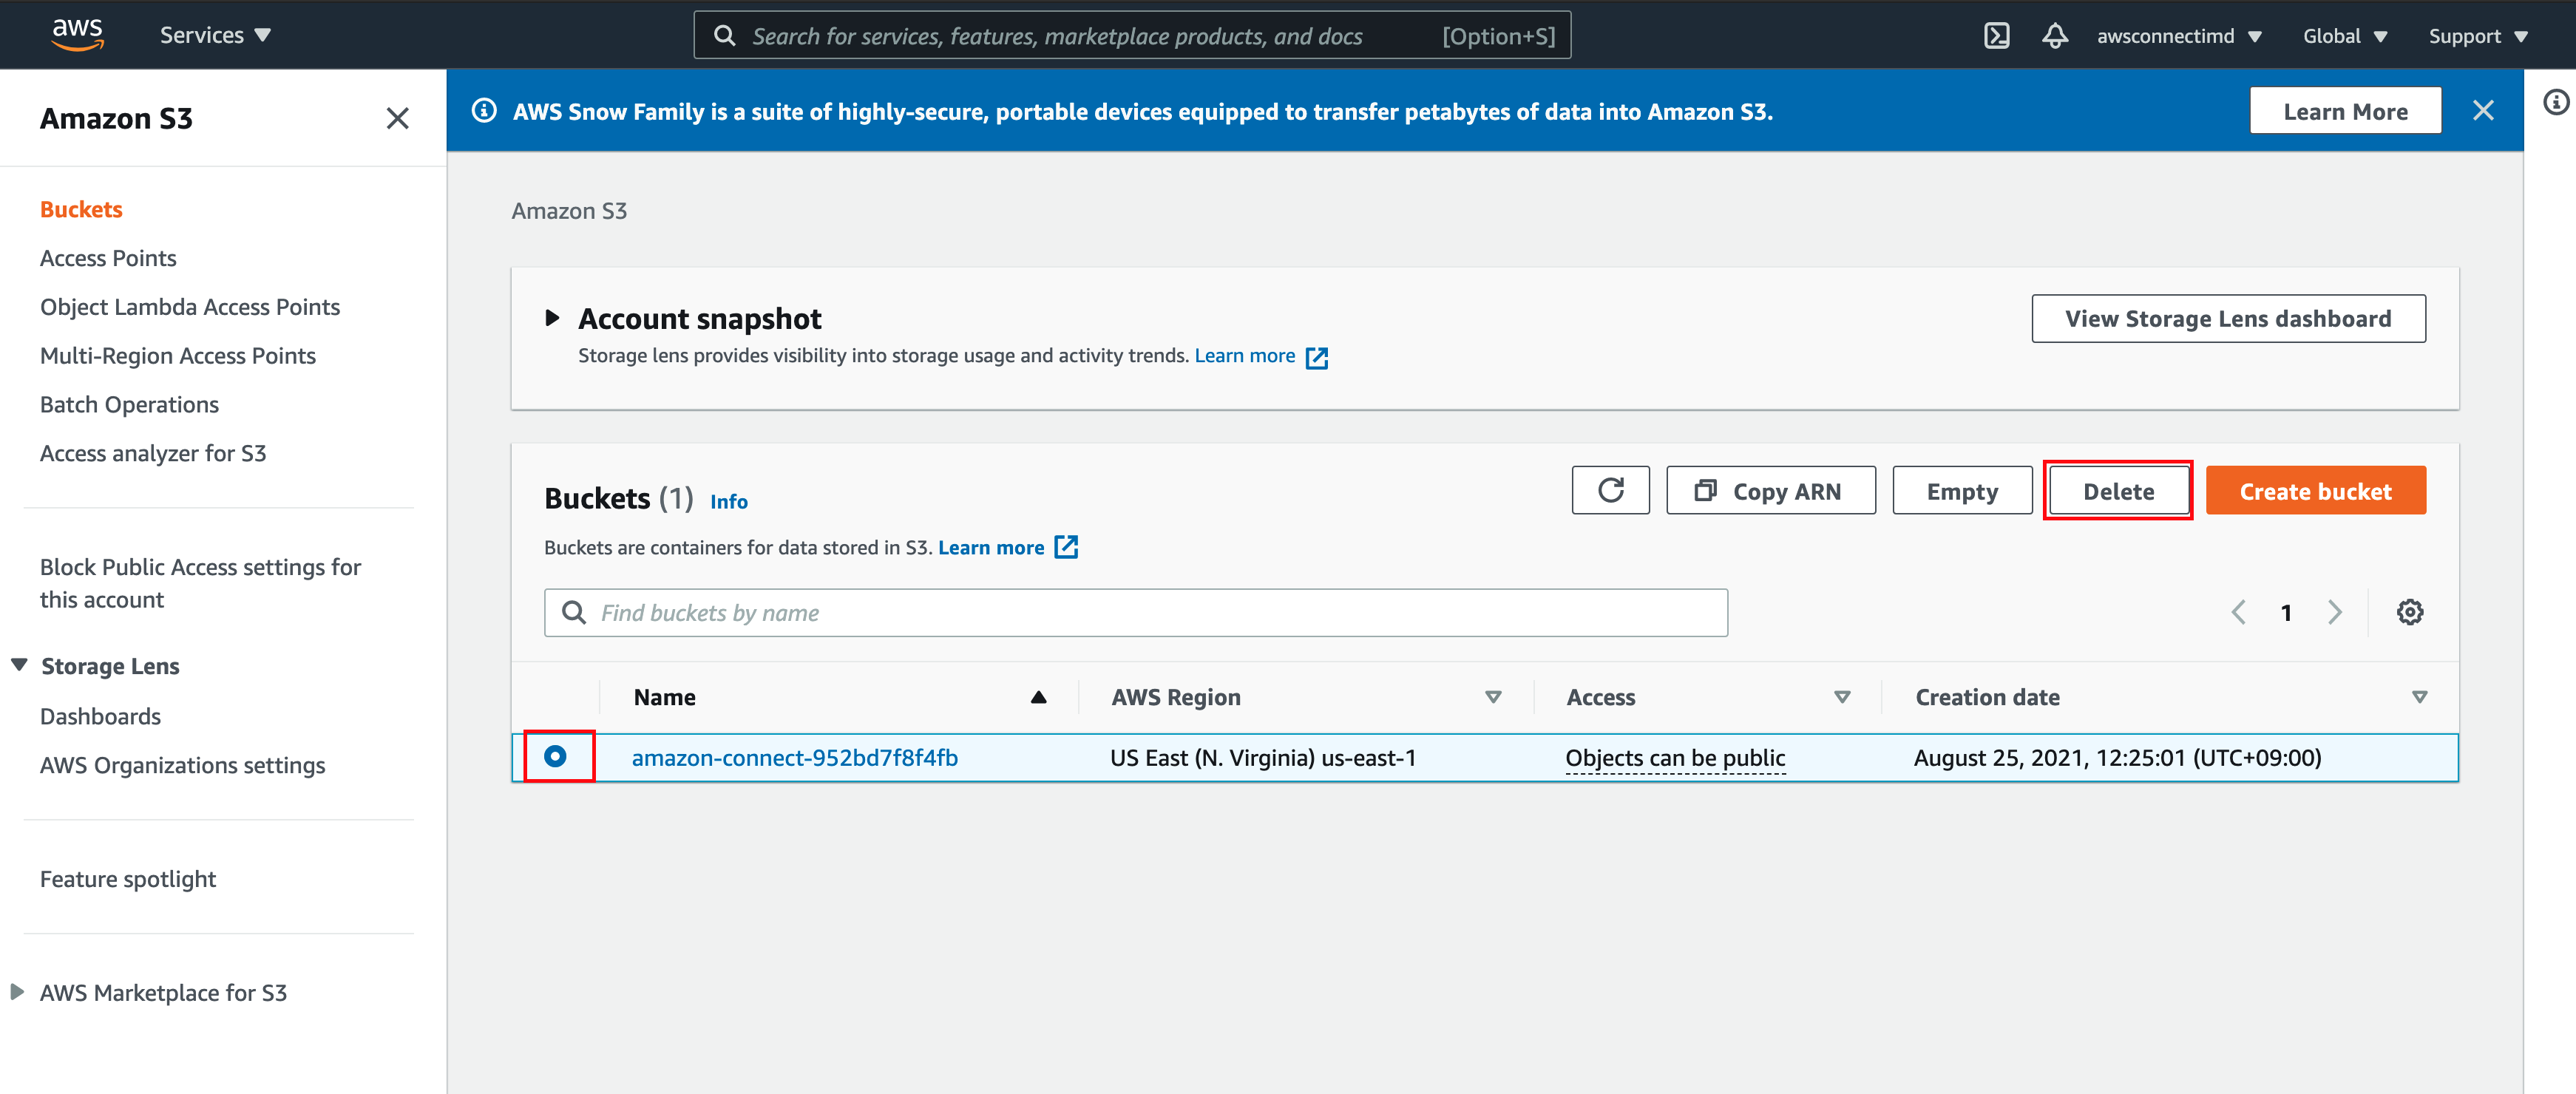 aws
Services
Search for services, features, marketplace products, and docs [Option+S]
awsconnectimd
Global
Support
Amazon S3
Buckets
Access Points
Object Lambda Access Points
Multi-Region Access Points
Batch Operations
Access analyzer for S3
Block Public Access settings for
this account
Storage Lens
Dashboards
AWS Organizations settings
Feature spotlight
AWS Marketplace for S3
AWS Snow Family is a suite of highly-secure, portable devices equipped to transfer petabytes of data into Amazon S3.
Learn More
Amazon S3
Account snapshot
Storage lens provides visibility into storage usage and activity trends. Learn more
View Storage Lens dashboard
Buckets (1) Info
Copy ARN
Empty
Delete
Create bucket
Buckets are containers for data stored in S3. Learn more
Find buckets by name
1
Name AWS Region Access Creation date
amazon-connect-952bd7f8f4fb US East (N. Virginia) us-east-1 Objects can be public August 25, 2021, 12:25:01 (UTC+09:00)